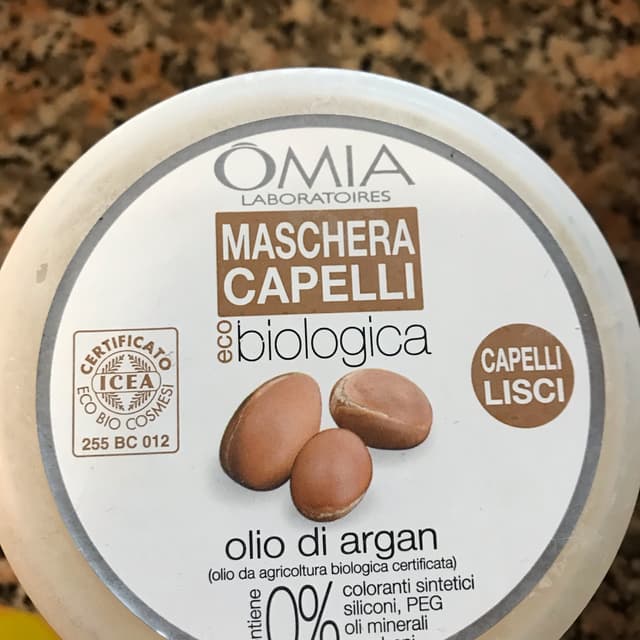 ÔMIA
LABORATOIRES
MASCHERA
CAPELLI
eco biologica
CERTIFICATO
ICEA
ECO BIO COSMESI
255 BC 012
CAPELLI
LISCI
olio di argan
(olio da agricoltura biologica certificata)
0%
coloranti sintetici
siliconi, PEG
oli minerali